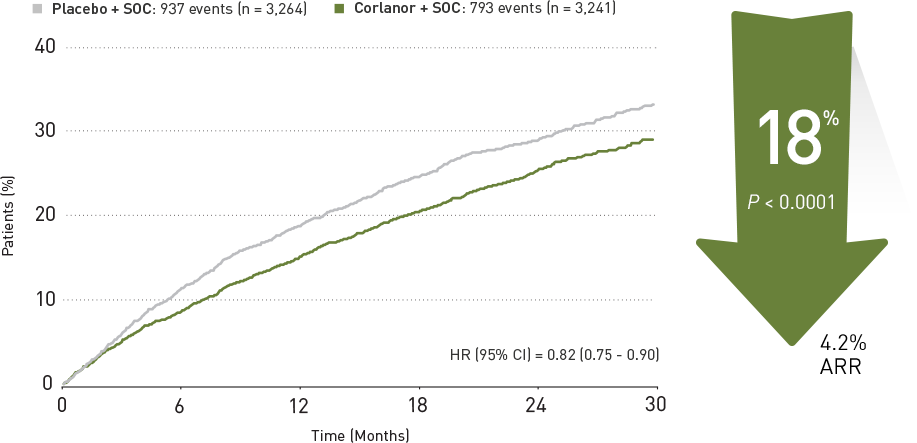 Placebo + SOC: 937 events (n = 3,264) Corlanor + SOC: 793 events (n = 3,241)
40
30
20
10
0
Patients (%)
0 6 12 18 24 30
Time (Months)
HR (95% CI) = 0.82 (0.75 - 0.90)
18%
P < 0.0001
4.2%
ARR